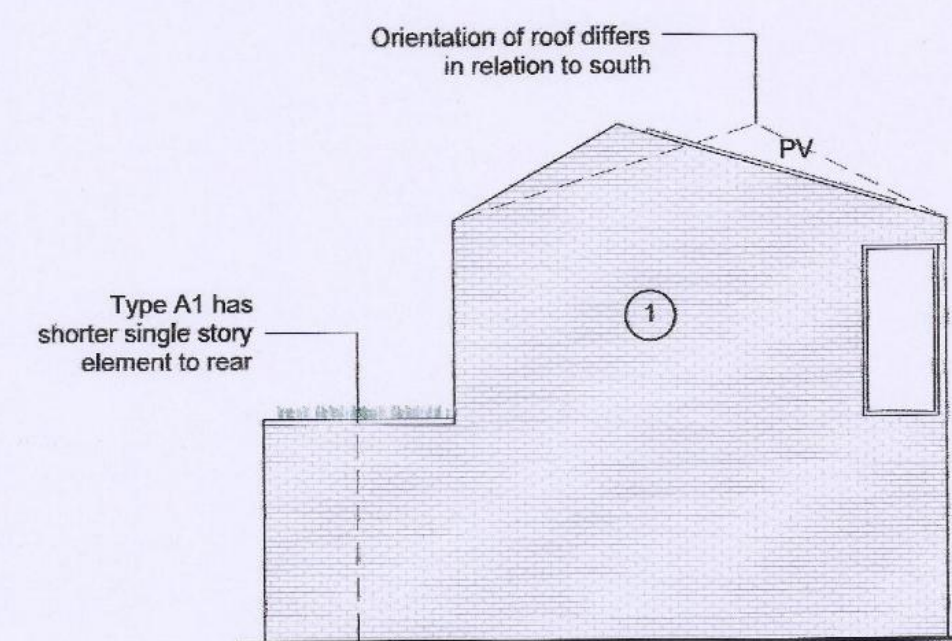 Orientation of roof differs
in relation to south
PV
1
Type A1 has
shorter single story
element to rear